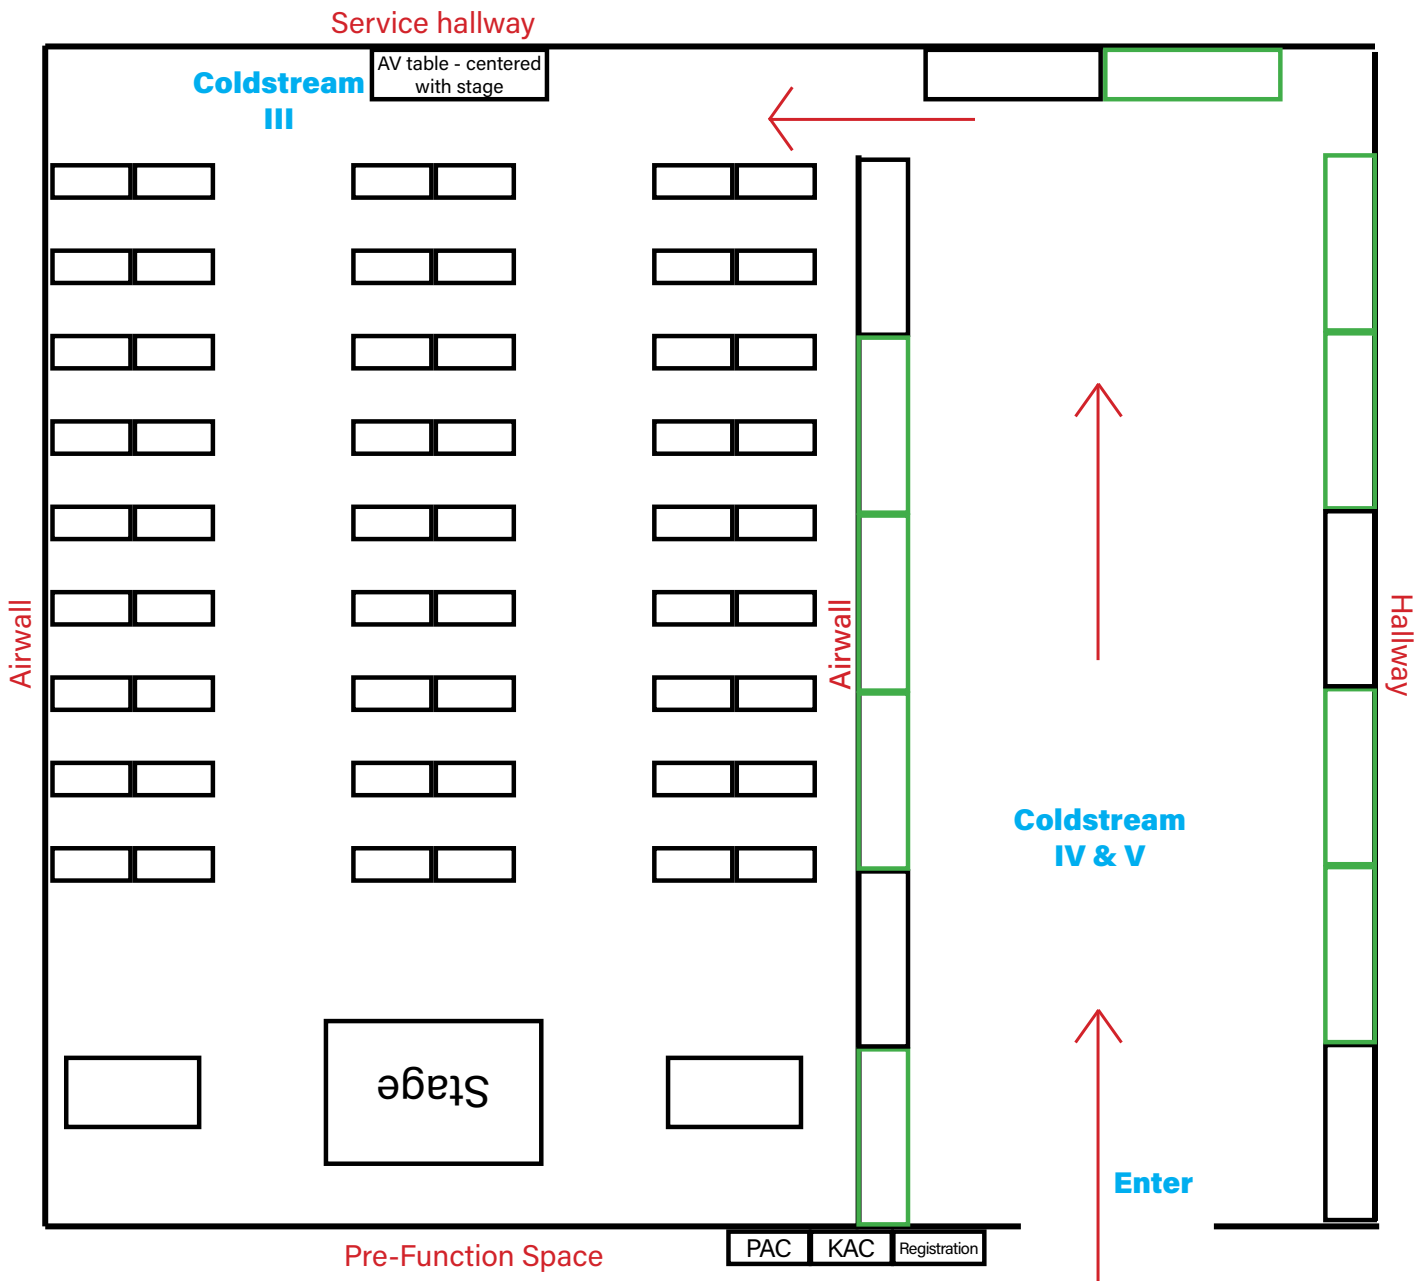 Service hallway
AV table - centered
with stage
Coldstream
III
Airwall
Airwall
Hallway
Coldstream
IV & V
Stage
Enter
PAC
KAC
Registration
Pre-Function Space